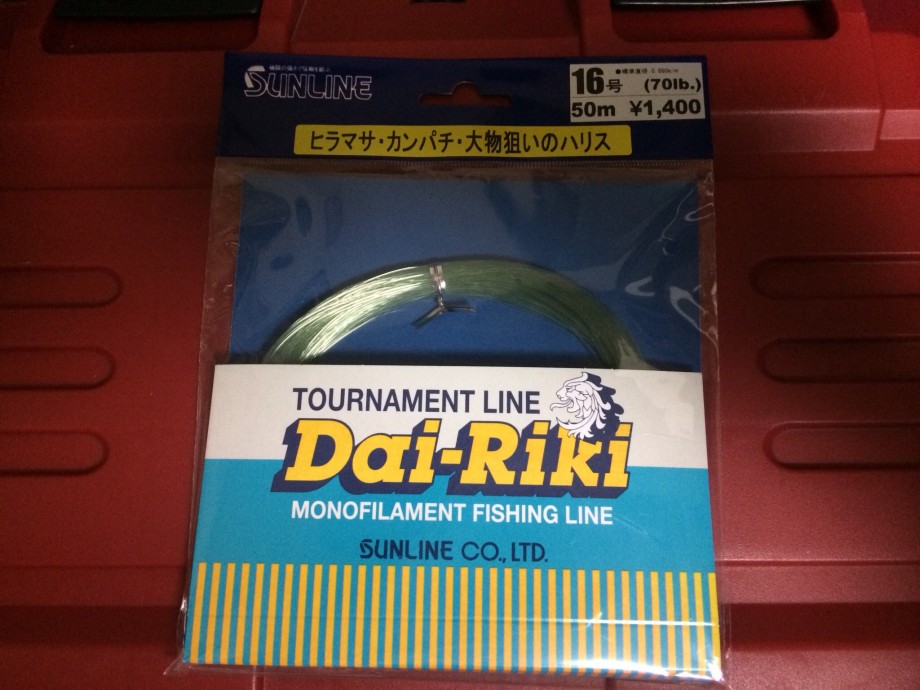 SUNLINE
16号 (70lb.)
50m ¥1,400
ヒラマサ・カンパチ・大物狙いのハリス
TOURNAMENT LINE
Dai-Riki
MONOFILAMENT FISHING LINE
SUNLINE CO., LTD.